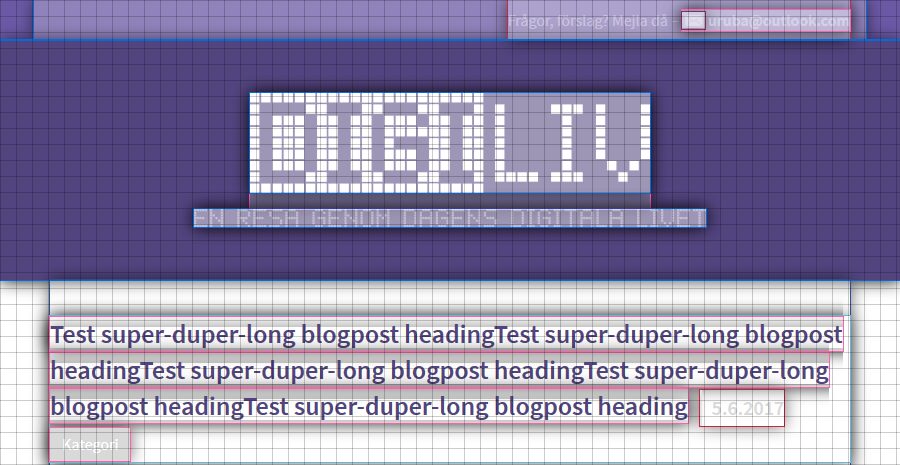 Frågor, förslag? Mejla då - uruba@outlook.com
DIGILIV
EN RESA GENOM DAGENS DIGITALA LIVET
Test super-duper-long blogpost headingTest super-duper-long blogpost
headingTest super-duper-long blogpost headingTest super-duper-long
blogpost headingTest super-duper-long blogpost heading 5.6.2017
Kategori